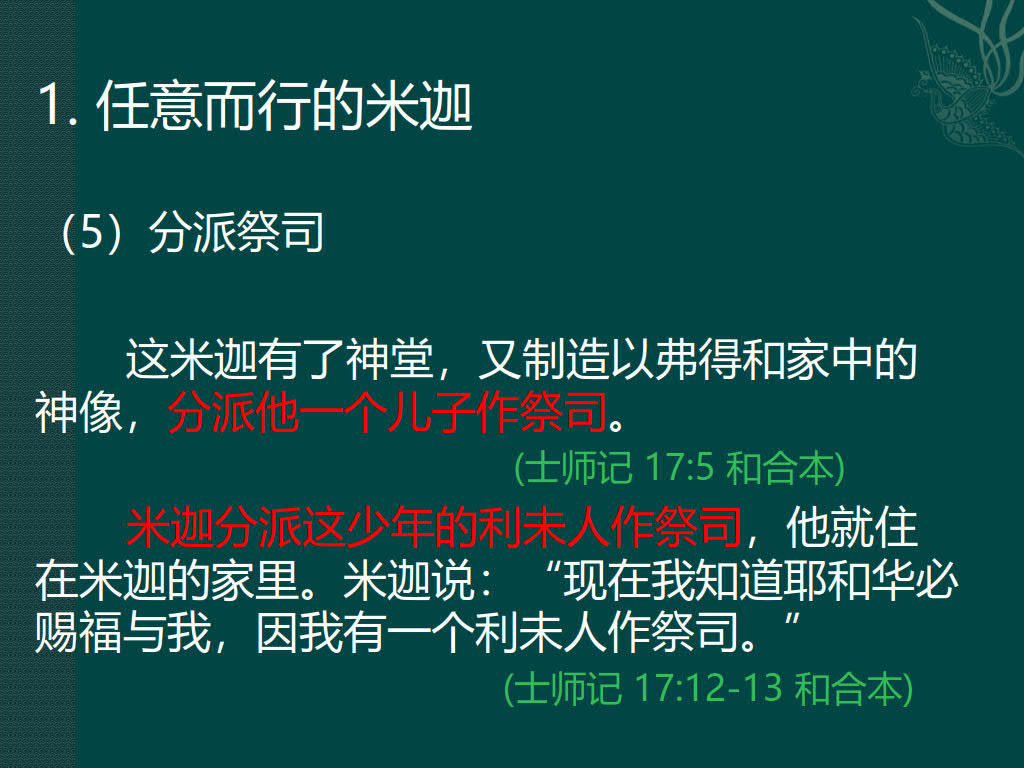 1. 任意而行的米迦
（5）分派祭司
这米迦有了神堂，又制造以弗得和家中的
神像，分派他一个儿子作祭司。
(士师记 17:5 和合本)
米迦分派这少年的利未人作祭司，他就住
在米迦的家里。米迦说：“现在我知道耶和华必
赐福与我，因我有一个利未人作祭司。”
(士师记 17:12-13 和合本)